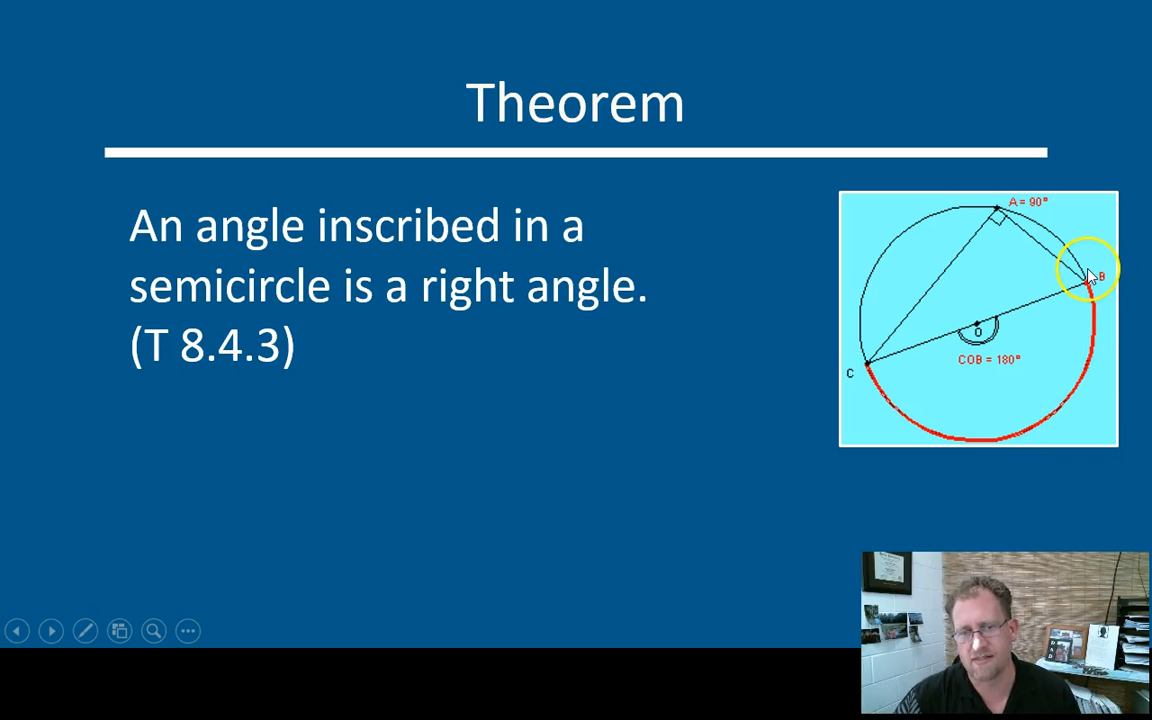 Theorem
An angle inscribed in a
semicircle is a right angle.
(T 8.4.3)
A = 90°
B
O
COB = 180°
C